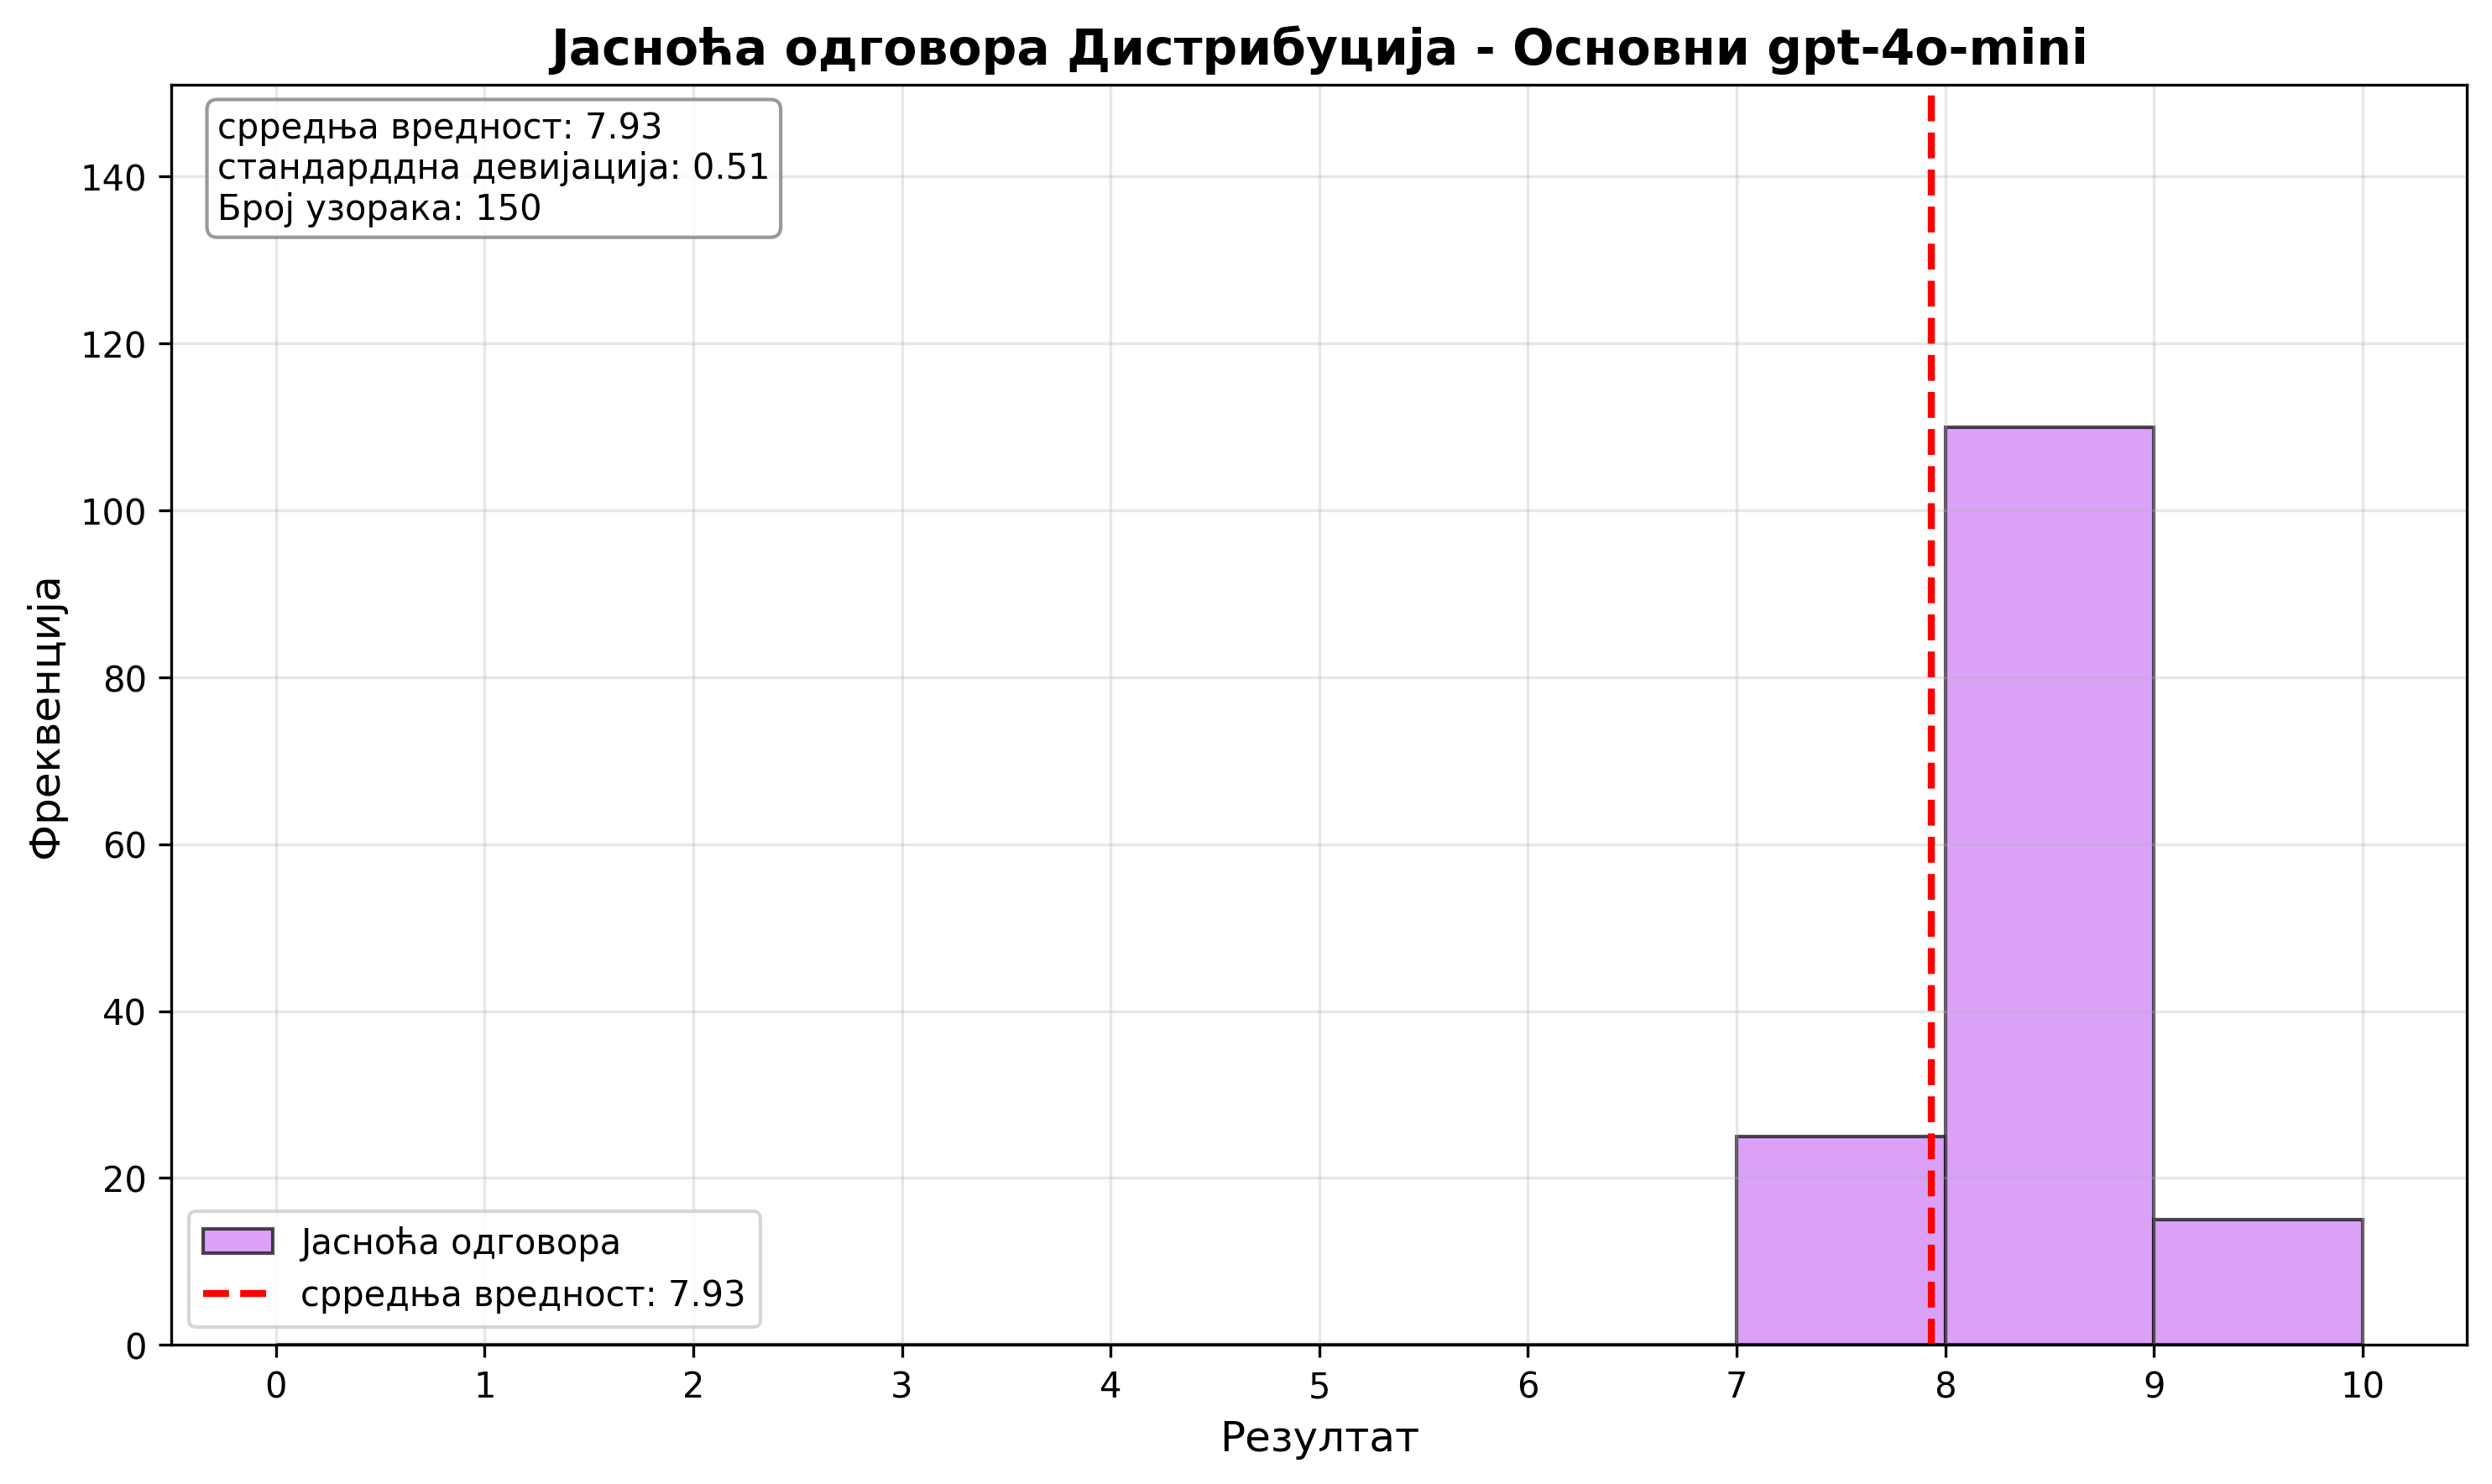 Јасноћа одговора Дистрибуција - Основни gpt-4o-mini
срредња вредност: 7.93
стандарддна девијација: 0.51
Број узорака: 150
Фреквенција
140
120
100
80
60
40
20
0
Јасноћа одговора
срредња вредност: 7.93
0 1 2 3 4 5 6 7 8 9 10
Резултат